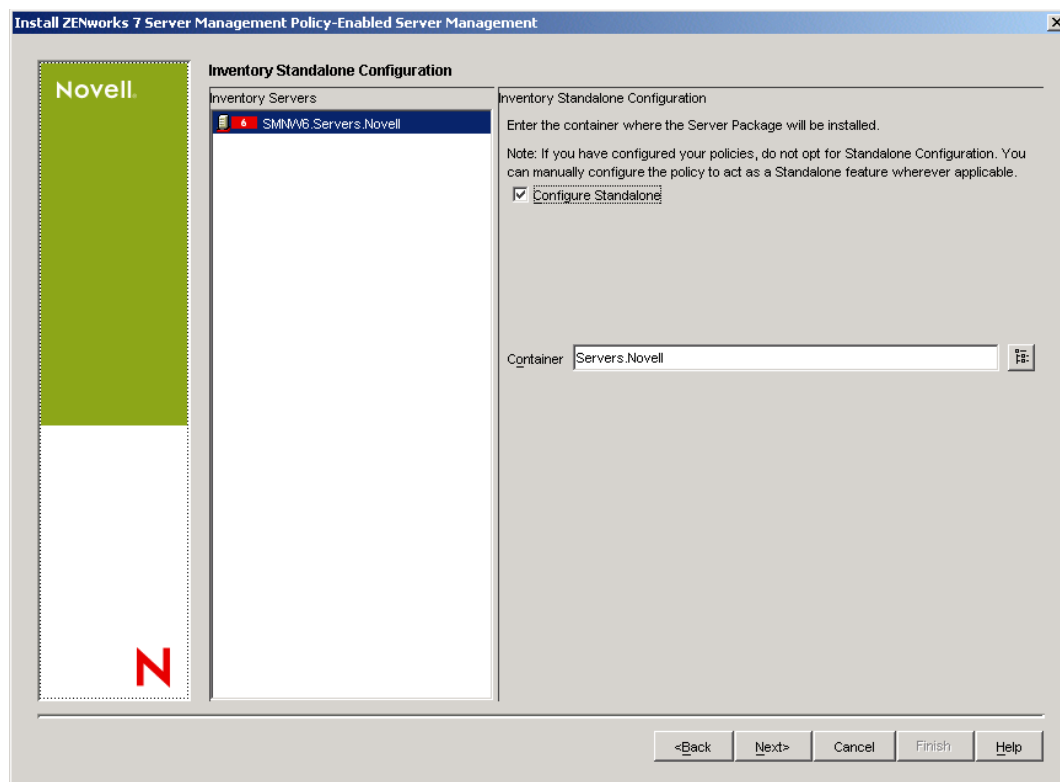 Install ZENworks 7 Server Management Policy-Enabled Server Management
Novell.
Inventory Standalone Configuration
Inventory Servers
6 SMNW6.Servers.Novell
Inventory Standalone Configuration
Enter the container where the Server Package will be installed.
Note: If you have configured your policies, do not opt for Standalone Configuration. You
can manually configure the policy to act as a Standalone feature wherever applicable.
Configure Standalone
Container Servers.Novell
N
<Back Next> Cancel Finish Help